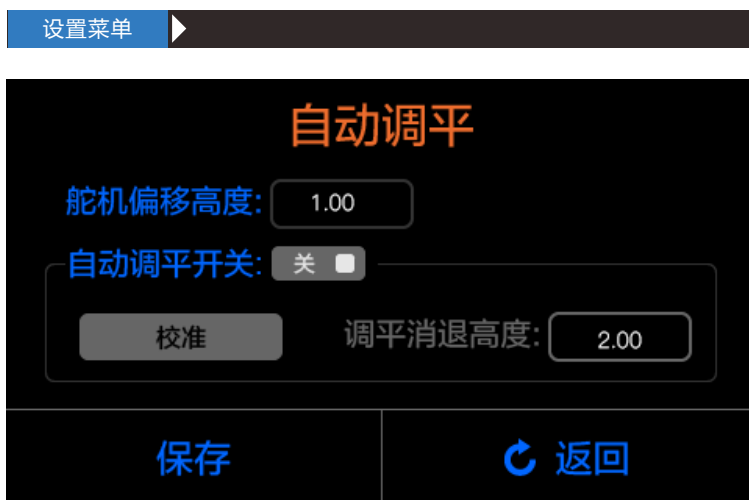 设置菜单
自动调平
舵机偏移高度: 1.00
自动调平开关: 关
校准 调平消退高度: 2.00
保存 返回